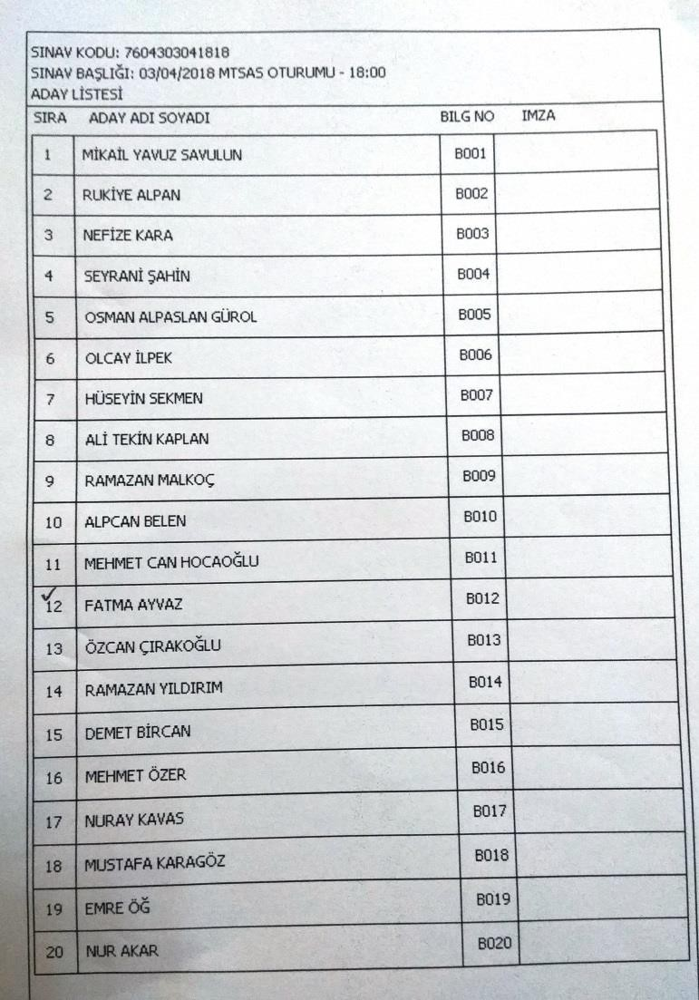 SINAV KODU: 7604303041818
SINAV BAŞLIĞI: 03/04/2018 MTSAS OTURUMU - 18:00
ADAY LİSTESİ
SIRA ADAY ADI SOYADI BILG NO IMZA
1 MİKAİL YAVUZ SAVULUN B001
2 RUKİYE ALPAN B002
3 NEFİZE KARA B003
4 SEYRANİ ŞAHİN B004
5 OSMAN ALPASLAN GÜROL B005
6 OLCAY İLPEK B006
7 HÜSEYİN SEKMEN B007
8 ALİ TEKİN KAPLAN B008
9 RAMAZAN MALKOÇ B009
10 ALPCAN BELEN B010
11 MEHMET CAN HOCAOĞLU B011
12 FATMA AYVAZ B012
13 ÖZCAN ÇIRAKOĞLU B013
14 RAMAZAN YILDIRIM B014
15 DEMET BİRCAN B015
16 MEHMET ÖZER B016
17 NURAY KAVAS B017
18 MUSTAFA KARAGÖZ B018
19 EMRE ÖĞ B019
20 NUR AKAR B020